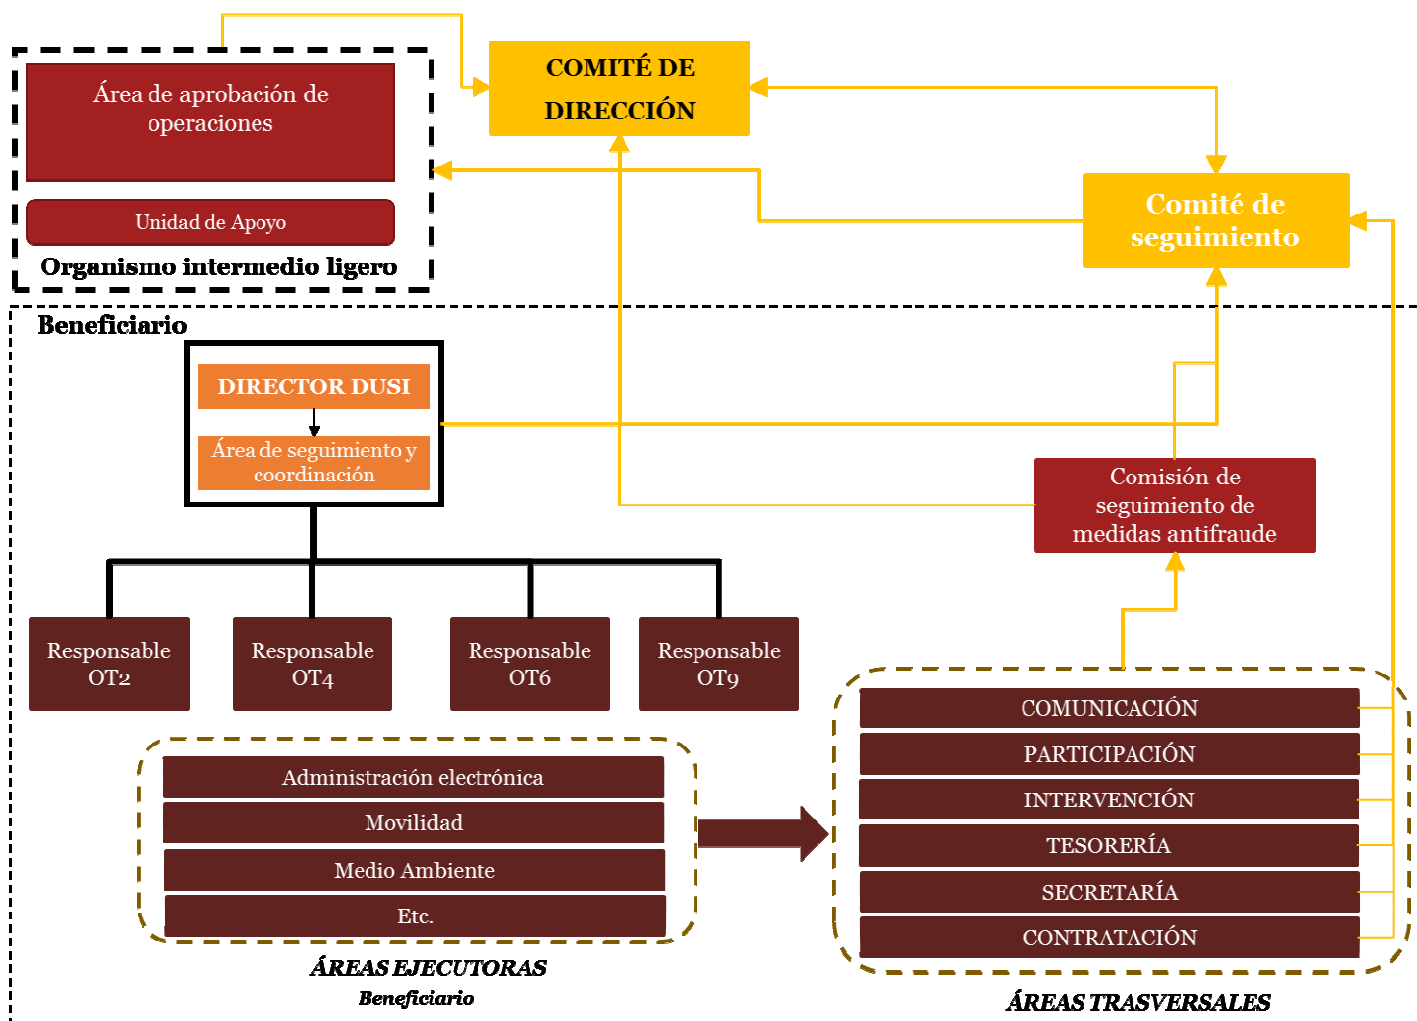 COMITÉ DE
DIRECCIÓN
Área de aprobación de
operaciones
Unidad de Apoyo
Organismo intermedio ligero
Comité de
seguimiento
Beneficiario
DIRECTOR DUSI
Área de seguimiento y
coordinación
Comisión de
seguimiento de
medidas antifraude
Responsable
OT2
Responsable
OT4
Responsable
OT6
Responsable
OT9
Administración electrónica
Movilidad
Medio Ambiente
Etc.
ÁREAS EJECUTORAS
Beneficiario
COMUNICACIÓN
PARTICIPACIÓN
INTERVENCIÓN
TESORERÍA
SECRETARÍA
CONTRATACIÓN
ÁREAS TRASVERSALES